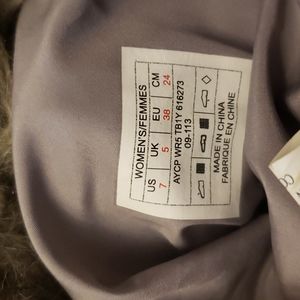 WOMEN'S/FEMMES
US UK EU CM
7 5 38 24
AYCP WR5 TB1Y 616273
09-113
MADE IN CHINA
FABRIQUE EN CHINE